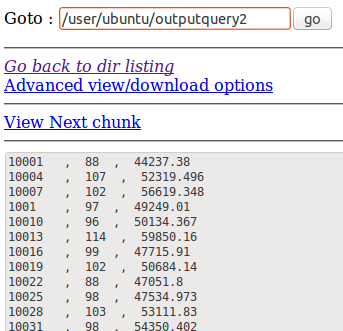 Goto : /user/ubuntu/outputquery2 go
Go back to dir listing
Advanced view/download options
View Next chunk
10001 , 88 , 44237.38
10004 , 107 , 52319.496
10007 , 102 , 56619.348
1001 , 97 , 49249.01
10010 , 96 , 50134.367
10013 , 114 , 59850.16
10016 , 99 , 47715.91
10019 , 102 , 50684.14
10022 , 88 , 47051.8
10025 , 98 , 47534.973
10028 , 103 , 53111.83
10031 , 98 , 54350.402